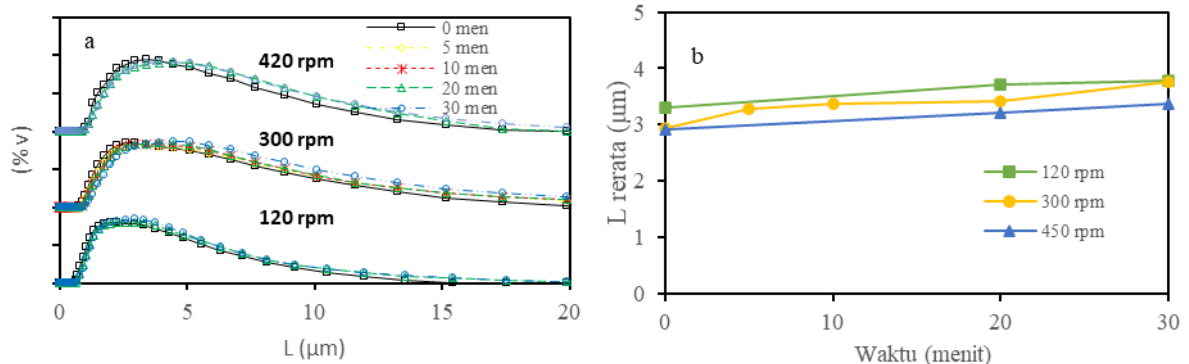 a
420 rpm
300 rpm
120 rpm
0 men
5 men
10 men
20 men
30 men
(% v)
0 5 10 15 20
L (µm)
b
5
4
3
2
1
0
L rerata (µm)
120 rpm
300 rpm
450 rpm
0 10 20 30
Waktu (menit)